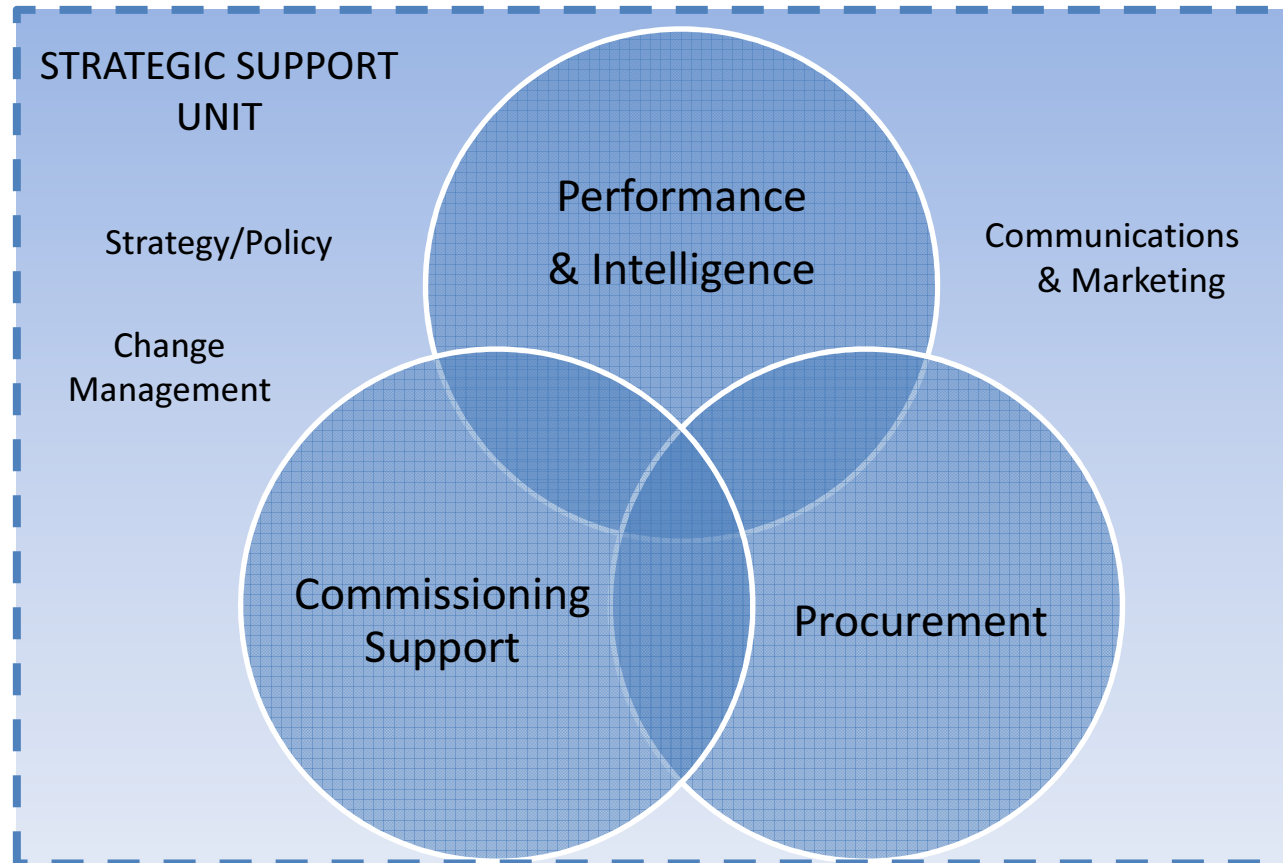 STRATEGIC SUPPORT
UNIT
Performance
& Intelligence
Strategy/Policy
Communications
& Marketing
Change
Management
Commissioning
Support
Procurement